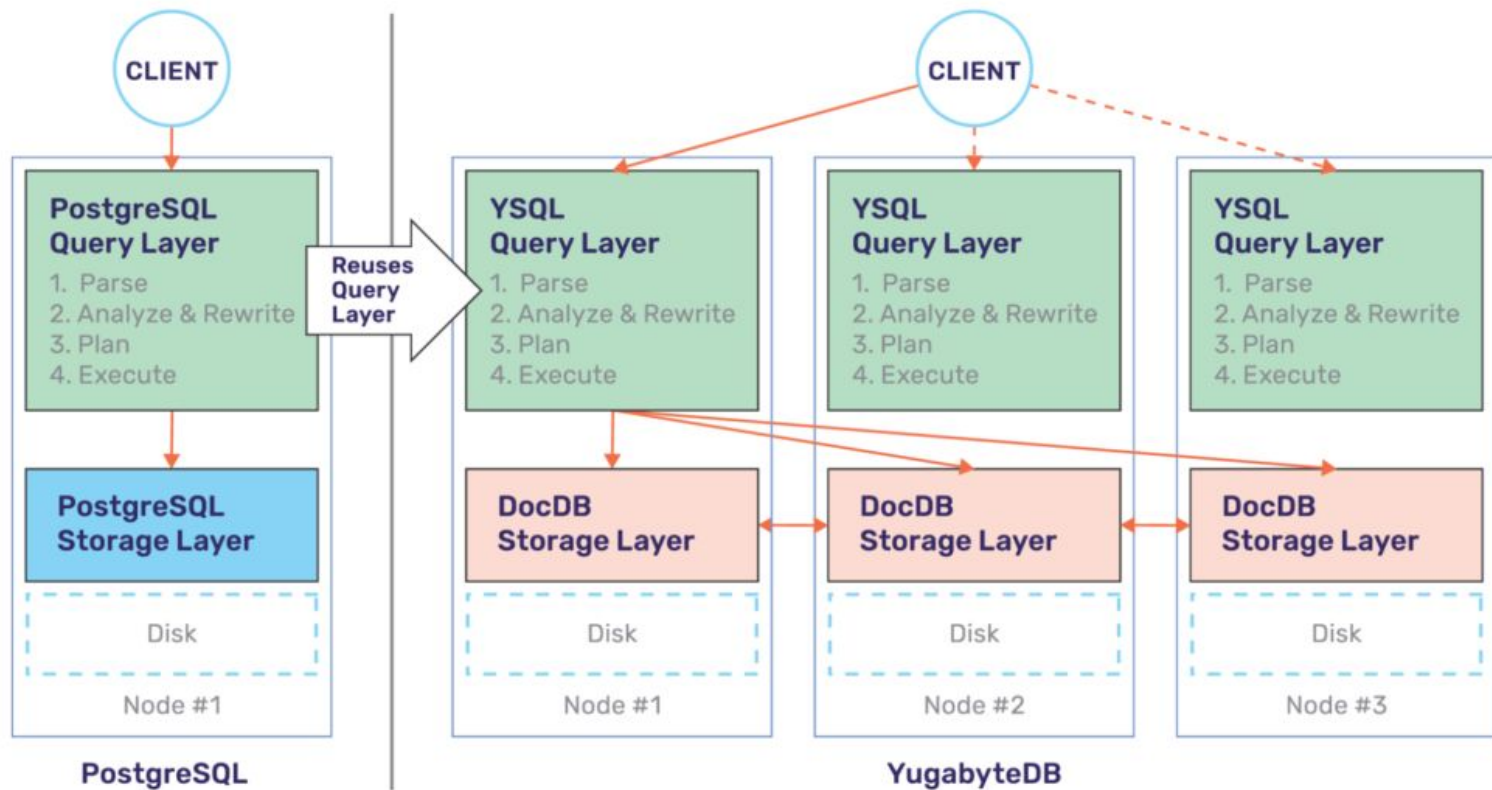 CLIENT
PostgreSQL
Query Layer
1. Parse
2. Analyze & Rewrite
3. Plan
4. Execute
PostgreSQL
Storage Layer
Disk
Node #1
PostgreSQL
Reuses
Query
Layer
CLIENT
YSQL
Query Layer
1. Parse
2. Analyze & Rewrite
3. Plan
4. Execute
DocDB
Storage Layer
Disk
Node #1
YSQL
Query Layer
1. Parse
2. Analyze & Rewrite
3. Plan
4. Execute
DocDB
Storage Layer
Disk
Node #2
YSQL
Query Layer
1. Parse
2. Analyze & Rewrite
3. Plan
4. Execute
DocDB
Storage Layer
Disk
Node #3
YugabyteDB